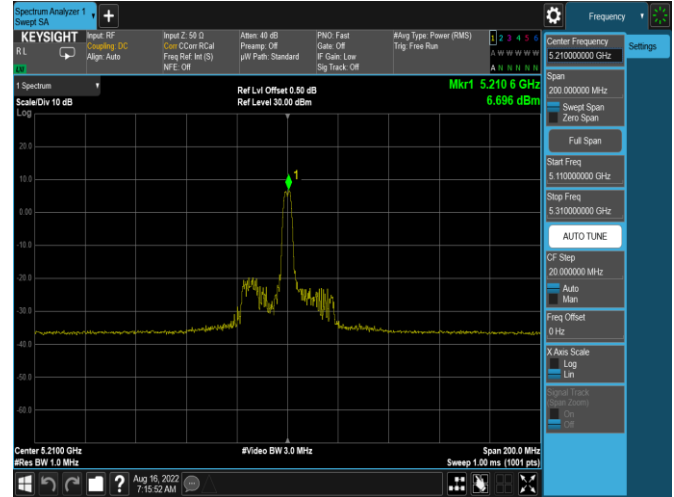 Spectrum Analyzer 1
Swept SA
Frequency
KEYSIGHT
RL
LXI
Input: RF
Coupling: DC
Align: Auto
Input Z: 50 Ω
Corr CCorr RCal
Freq Ref: Int (S)
NFE: Off
Atten: 40 dB
Preamp: Off
µW Path: Standard
PNO: Fast
Gate: Off
IF Gain: Low
Sig Track: Off
#Avg Type: Power (RMS)
Trig: Free Run
1 2 3 4 5 6
A W W W W W
A N N N N N
1 Spectrum
Scale/Div 10 dB
Log
Ref Lvl Offset 0.50 dB
Ref Level 30.00 dBm
Mkr1 5.210 6 GHz
6.696 dBm
1
20.0
10.0
0.00
-10.0
-20.0
-30.0
-40.0
-50.0
-60.0
Center 5.2100 GHz
#Res BW 1.0 MHz
#Video BW 3.0 MHz
Span 200.0 MHz
Sweep 1.00 ms (1001 pts)
Aug 16, 2022
7:15:52 AM
Center Frequency
5.210000000 GHz
Settings
Span
200.000000 MHz
Swept Span
Zero Span
Full Span
Start Freq
5.110000000 GHz
Stop Freq
5.310000000 GHz
AUTO TUNE
CF Step
20.000000 MHz
Auto
Man
Freq Offset
0 Hz
X Axis Scale
Log
Lin
Signal Track
(Span Zoom)
On
Off